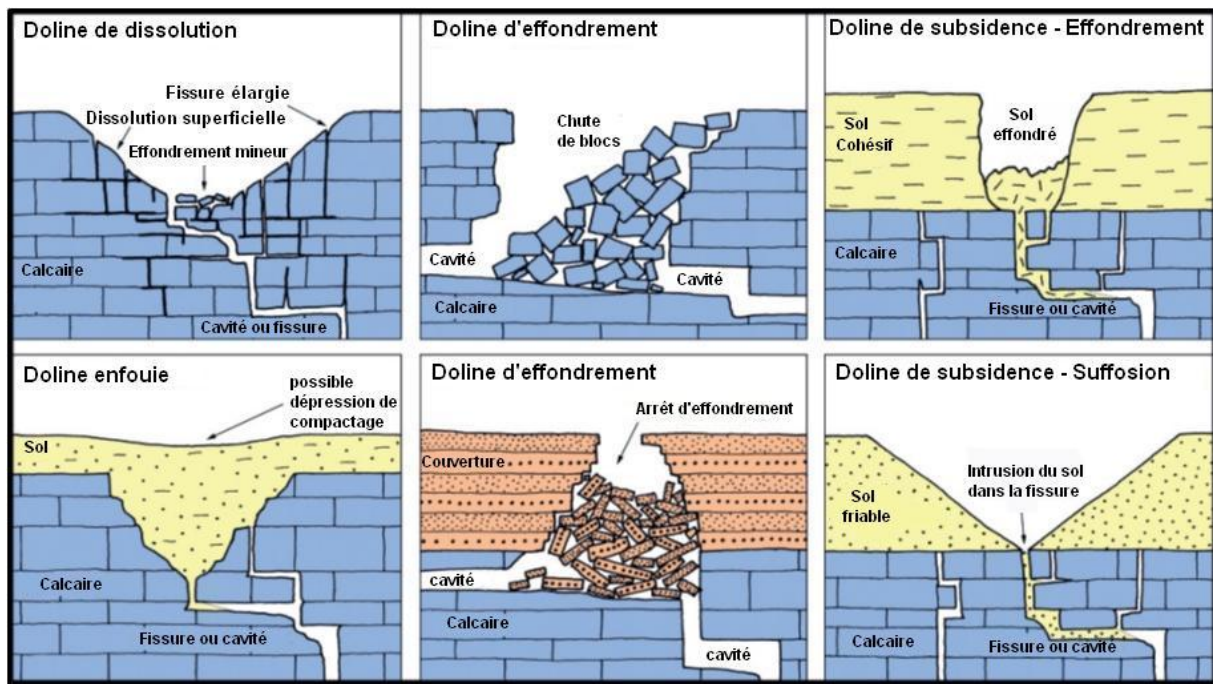 Doline de dissolution
Fissure élargie
Dissolution superficielle
Effondrement mineur
Calcaire
Cavité ou fissure
Doline d'effondrement
Chute
de blocs
Cavité
Cavité
Calcaire
Doline de subsidence - Effondrement
Sol
Cohésif
Sol
effondré
Calcaire
Fissure ou cavité
Doline enfouie
possible
dépression de
compactage
Sol
Calcaire
Fissure ou cavité
Doline d'effondrement
Arrét d'effondrement
Couverture
cavité
Calcaire
cavité
Doline de subsidence - Suffosion
Intrusion du sol
dans la fissure
Sol
friable
Calcaire
Fissure ou cavité